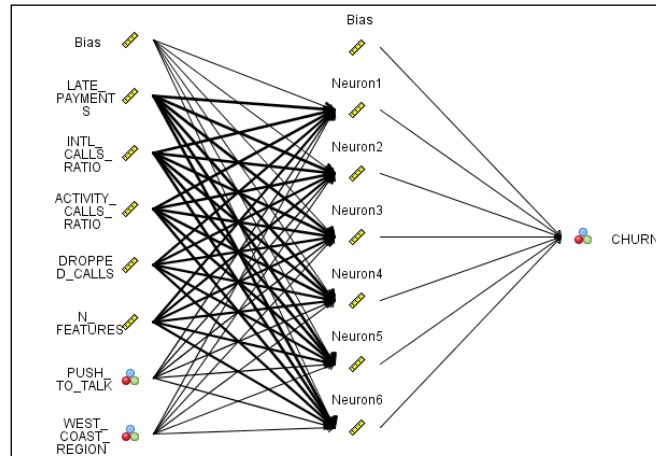 Bias
LATE_
PAYMENT
S
INTL_
CALLS_
RATIO
ACTIVITY_
CALLS_
RATIO
DROPPE
D_CALLS
N_
FEATURES
PUSH_
TO_TALK
WEST_
COAST_
REGION
Bias
Neuron1
Neuron2
Neuron3
Neuron4
Neuron5
Neuron6
CHURN